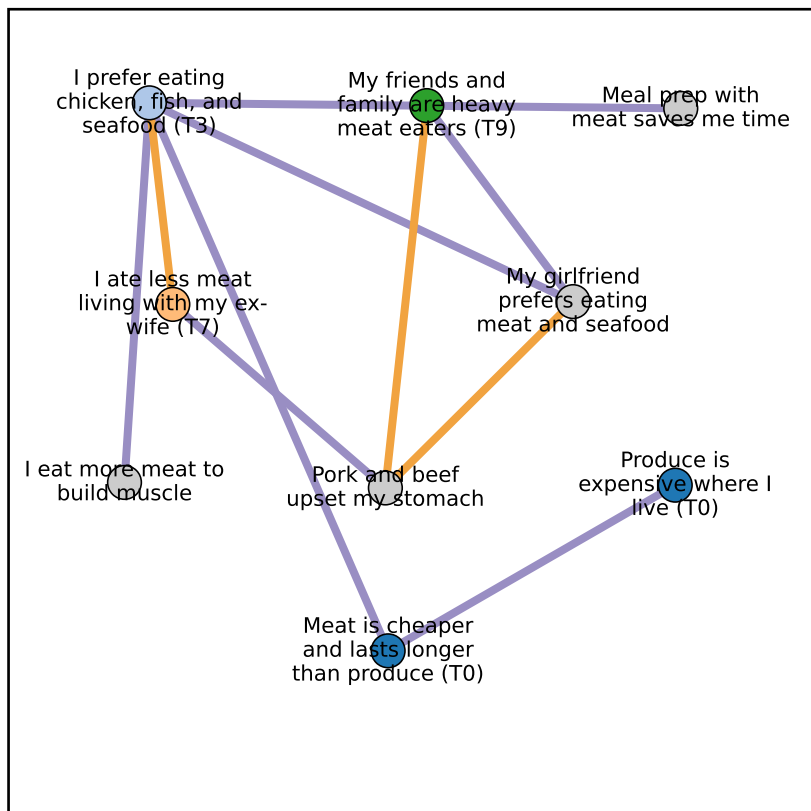 I prefer eating
chicken, fish, and
seafood (T3)
My friends and
family are heavy
meat eaters (T9)
Meal prep with
meat saves me time
I ate less meat
living with my ex-
wife (T7)
My girlfriend
prefers eating
meat and seafood
I eat more meat to
build muscle
Pork and beef
upset my stomach
Produce is
expensive where I
live (T0)
Meat is cheaper
and lasts longer
than produce (T0)